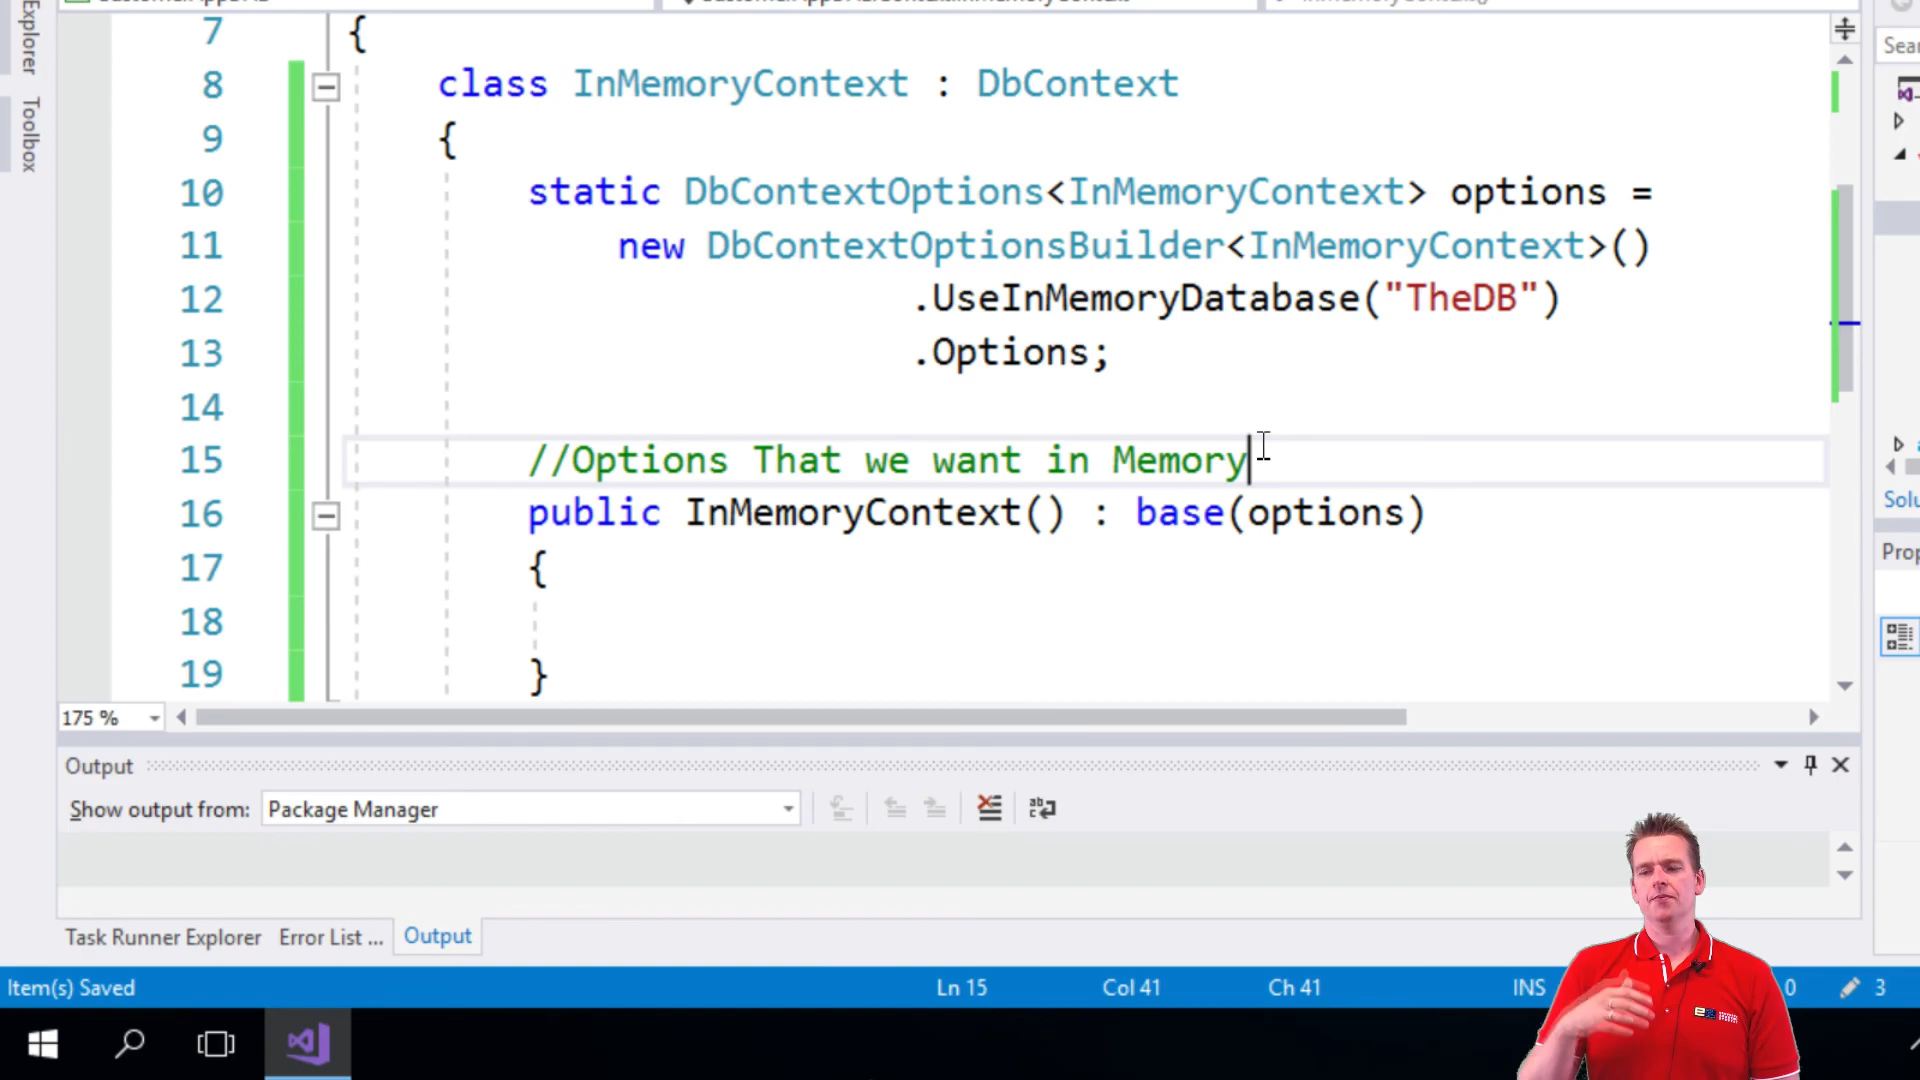 Explorer
Toolbox
7 {
8 class InMemoryContext : DbContext
9 {
10 static DbContextOptions<InMemoryContext> options =
11 new DbContextOptionsBuilder<InMemoryContext>()
12 .UseInMemoryDatabase("TheDB")
13 .Options;
14
15 //Options That we want in Memory
16 public InMemoryContext() : base(options)
17 {
18
19 }
175 %
Output
Show output from: Package Manager
Task Runner Explorer Error List ... Output
Item(s) Saved Ln 15 Col 41 Ch 41 INS 0 3
Sear
Solu
Prop